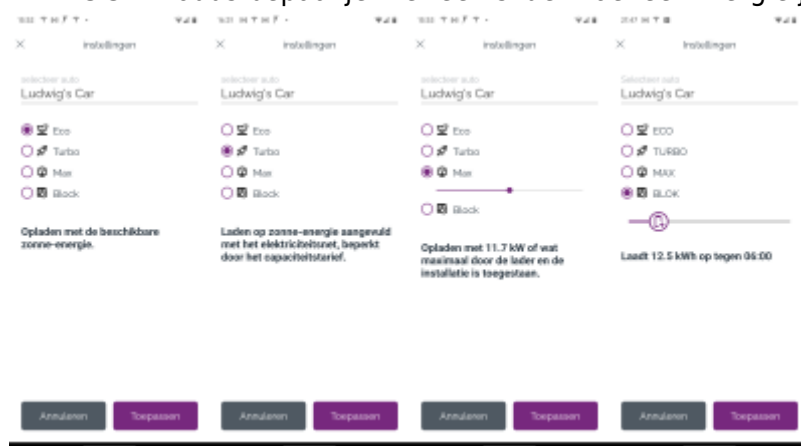 Instellingen
selecteer auto
Ludwig's Car
Eco
Turbo
Max
Block
Opladen met de beschikbare
zonne-energie.
Annuleren
Toepassen
Instellingen
selecteer auto
Ludwig's Car
Eco
Turbo
Max
Block
Laden op zonne-energie aangevuld
met het elektriciteitsnet, beperkt
door het capaciteitstarief.
Annuleren
Toepassen
Instellingen
selecteer auto
Ludwig's Car
Eco
Turbo
Max
Block
Opladen met 11.7 kW of wat
maximaal door de lader en de
installatie is toegestaan.
Annuleren
Toepassen
Instellingen
Selecteer auto
Ludwig's Car
ECO
TURBO
MAX
BLOK
Laadt 12.5 kWh op tegen 06:00
Annuleren
Toepassen